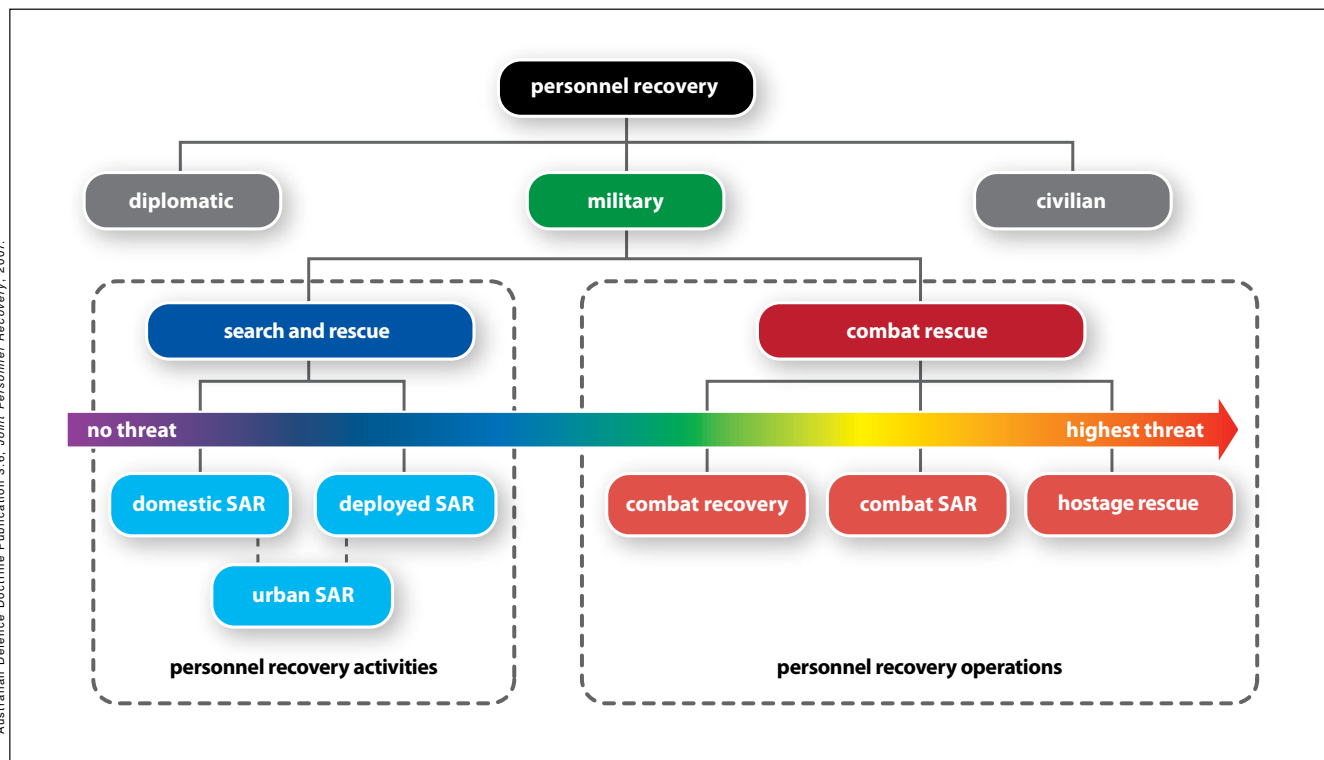 personnel recovery
diplomatic
military
civilian
search and rescue
combat rescue
no threat
highest threat
domestic SAR
deployed SAR
combat recovery
combat SAR
hostage rescue
urban SAR
personnel recovery activities
personnel recovery operations
Australian Defence Doctrine Publication 3.6, Joint Personnel Recovery, 2007.